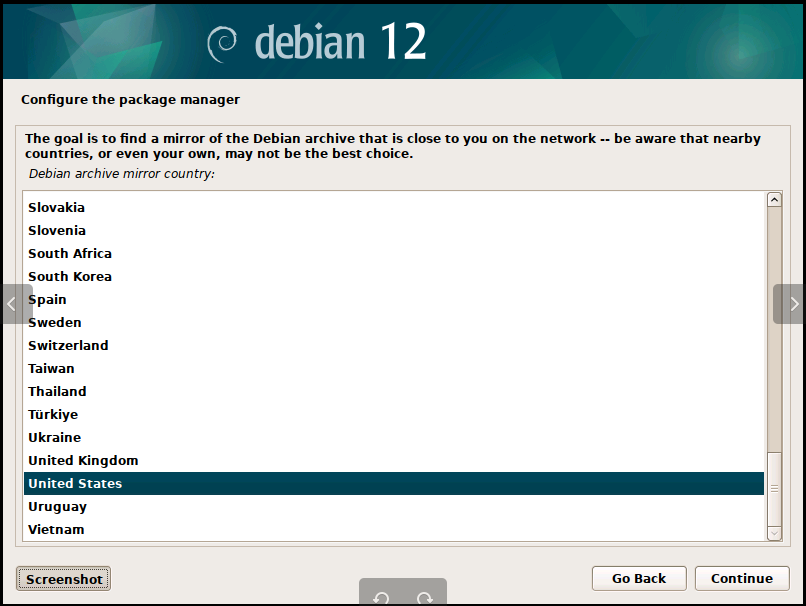 debian 12
Configure the package manager
The goal is to find a mirror of the Debian archive that is close to you on the network -- be aware that nearby
countries, or even your own, may not be the best choice.
Debian archive mirror country:
Slovakia
Slovenia
South Africa
South Korea
Spain
Sweden
Switzerland
Taiwan
Thailand
Türkiye
Ukraine
United Kingdom
United States
Uruguay
Vietnam
Screenshot
Go Back
Continue